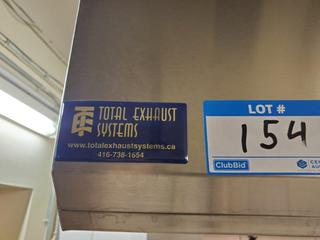 TOTAL EXHAUST
SYSTEMS
www.totalexhaustsystems.ca
416-738-1654
LOT #
154
ClubBid